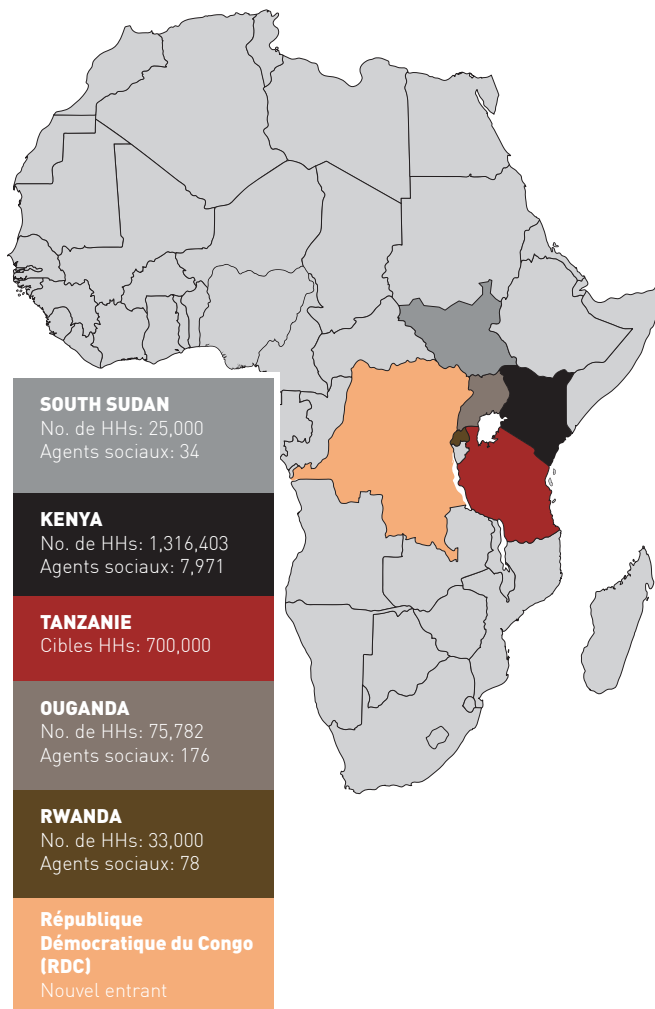 SOUTH SUDAN
No. de HHs: 25,000
Agents sociaux: 34
KENYA
No. de HHs: 1,316,403
Agents sociaux: 7,971
TANZANIE
Cibles HHs: 700,000
OUGANDA
No. de HHs: 75,782
Agents sociaux: 176
RWANDA
No. de HHs: 33,000
Agents sociaux: 78
République
Démocratique du Congo
(RDC)
Nouvel entrant